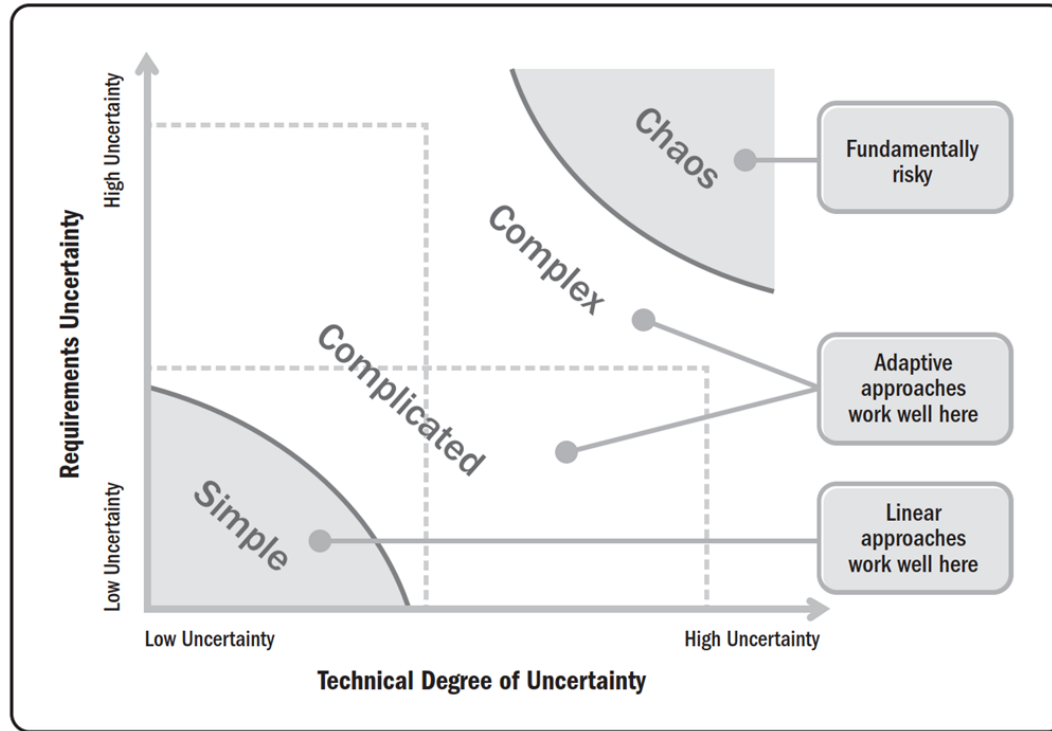 High Uncertainty
Requirements Uncertainty
Low Uncertainty
Chaos
Complex
Complicated
Simple
Fundamentally
risky
Adaptive
approaches
work well here
Linear
approaches
work well here
Low Uncertainty
High Uncertainty
Technical Degree of Uncertainty